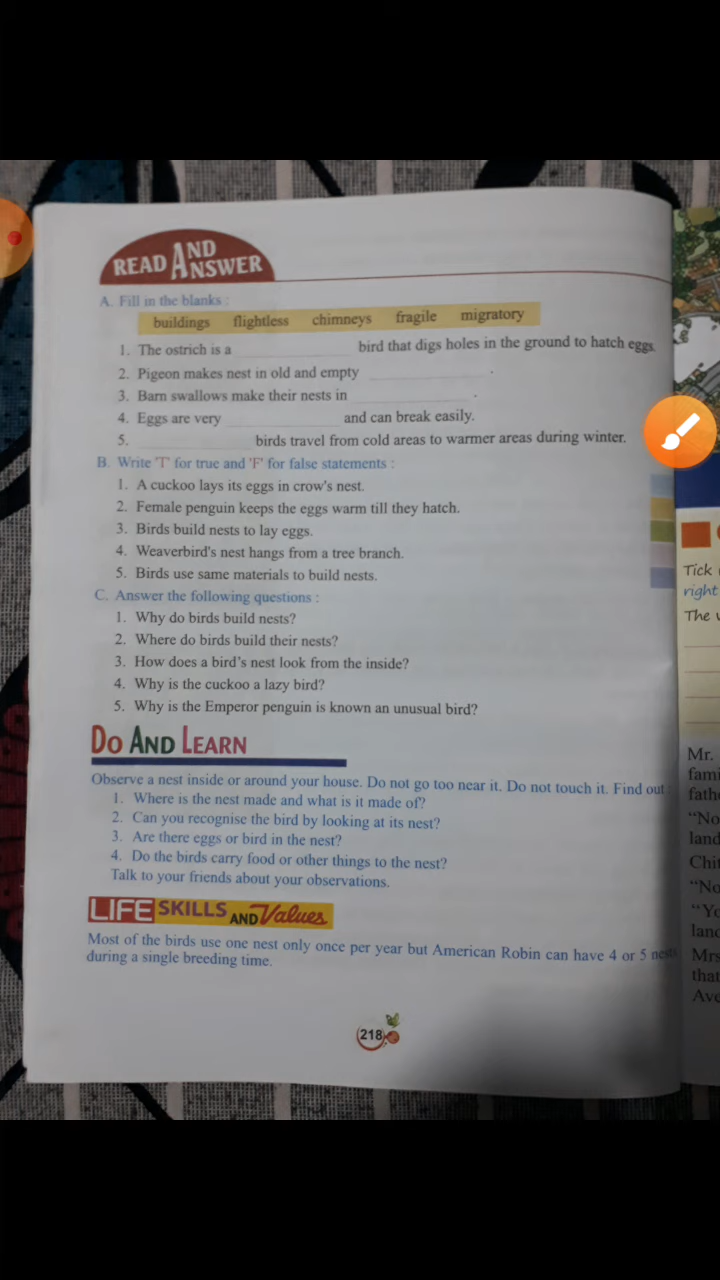 READ AND ANSWER
A. Fill in the blanks :
buildings flightless chimneys fragile migratory
1. The ostrich is a ____________ bird that digs holes in the ground to hatch eggs.
2. Pigeon makes nest in old and empty ____________ .
3. Barn swallows make their nests in ____________ .
4. Eggs are very ____________ and can break easily.
5. ____________ birds travel from cold areas to warmer areas during winter.
B. Write 'T' for true and 'F' for false statements :
1. A cuckoo lays its eggs in crow's nest.
2. Female penguin keeps the eggs warm till they hatch.
3. Birds build nests to lay eggs.
4. Weaverbird's nest hangs from a tree branch.
5. Birds use same materials to build nests.
C. Answer the following questions :
1. Why do birds build nests?
2. Where do birds build their nests?
3. How does a bird's nest look from the inside?
4. Why is the cuckoo a lazy bird?
5. Why is the Emperor penguin is known an unusual bird?
DO AND LEARN
Observe a nest inside or around your house. Do not go too near it. Do not touch it. Find out
1. Where is the nest made and what is it made of?
2. Can you recognise the bird by looking at its nest?
3. Are there eggs or bird in the nest?
4. Do the birds carry food or other things to the nest?
Talk to your friends about your observations.
LIFE SKILLS AND Values
Most of the birds use one nest only once per year but American Robin can have 4 or 5 nests
during a single breeding time.
218
Tick
right
The
Mr.
"No
land
"No
land
Mrs
that